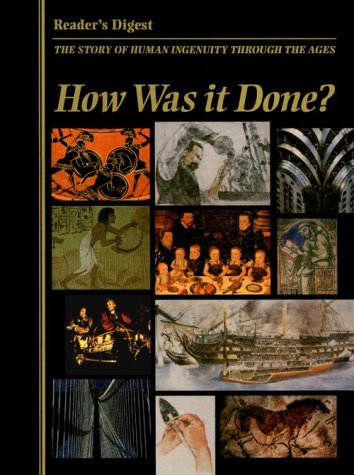 Reader's Digest
THE STORY OF HUMAN INGENUITY THROUGH THE AGES
How Was it Done?